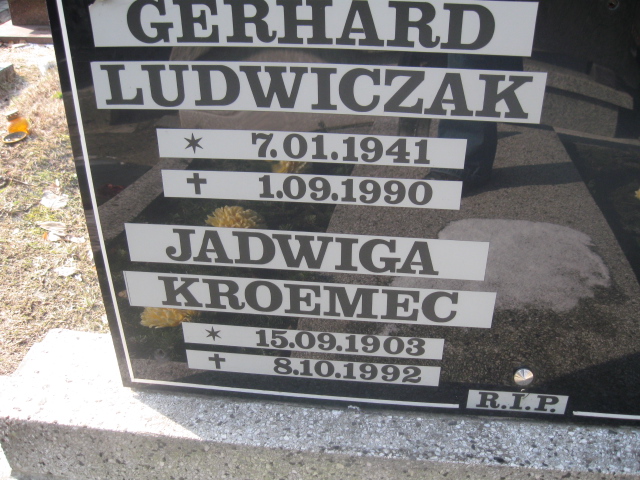 GERHARD
LUDWICZAK
✶ 7.01.1941
✝ 1.09.1990
JADWIGA
KROEMEC
✶ 15.09.1903
✝ 8.10.1992
R.I.P.